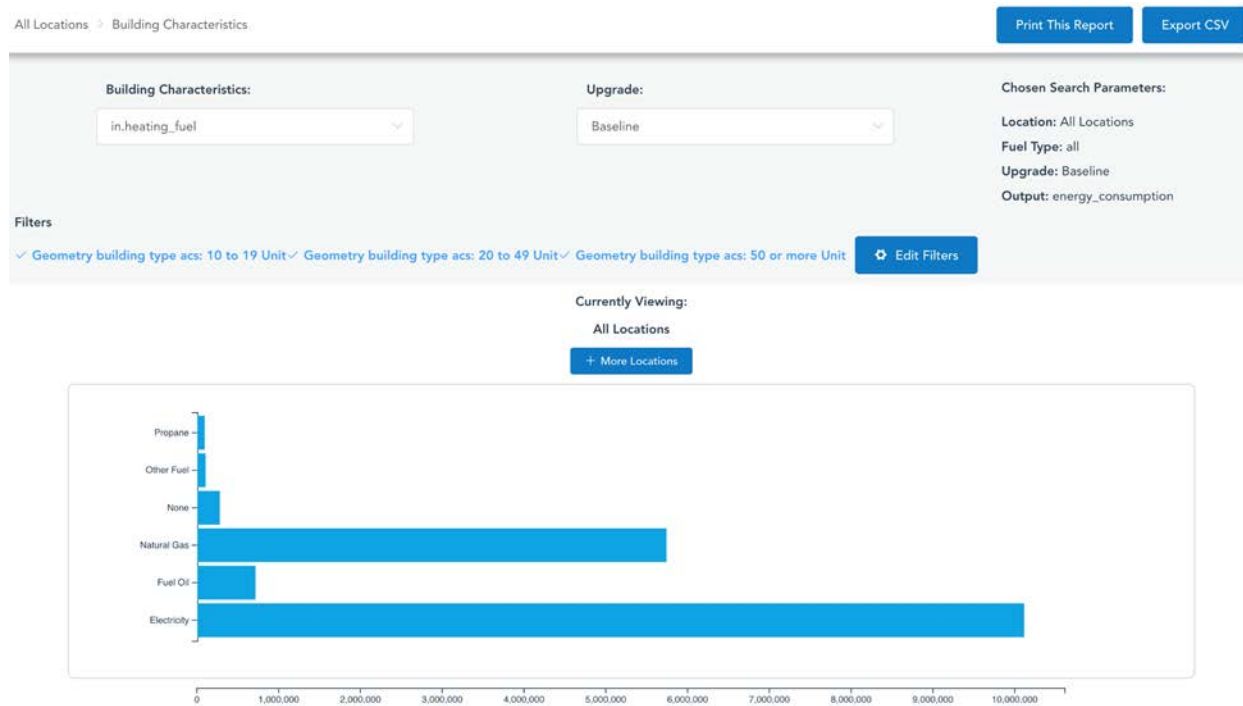 All Locations > Building Characteristics
Print This Report
Export CSV
Building Characteristics:
in.heating_fuel
Upgrade:
Baseline
Chosen Search Parameters:
Location: All Locations
Fuel Type: all
Upgrade: Baseline
Output: energy_consumption
Filters
✓ Geometry building type acs: 10 to 19 Unit ✓ Geometry building type acs: 20 to 49 Unit ✓ Geometry building type acs: 50 or more Unit
Edit Filters
Currently Viewing:
All Locations
+ More Locations
Propane
Other Fuel
None
Natural Gas
Fuel Oil
Electricity
0 1,000,000 2,000,000 3,000,000 4,000,000 5,000,000 6,000,000 7,000,000 8,000,000 9,000,000 10,000,000